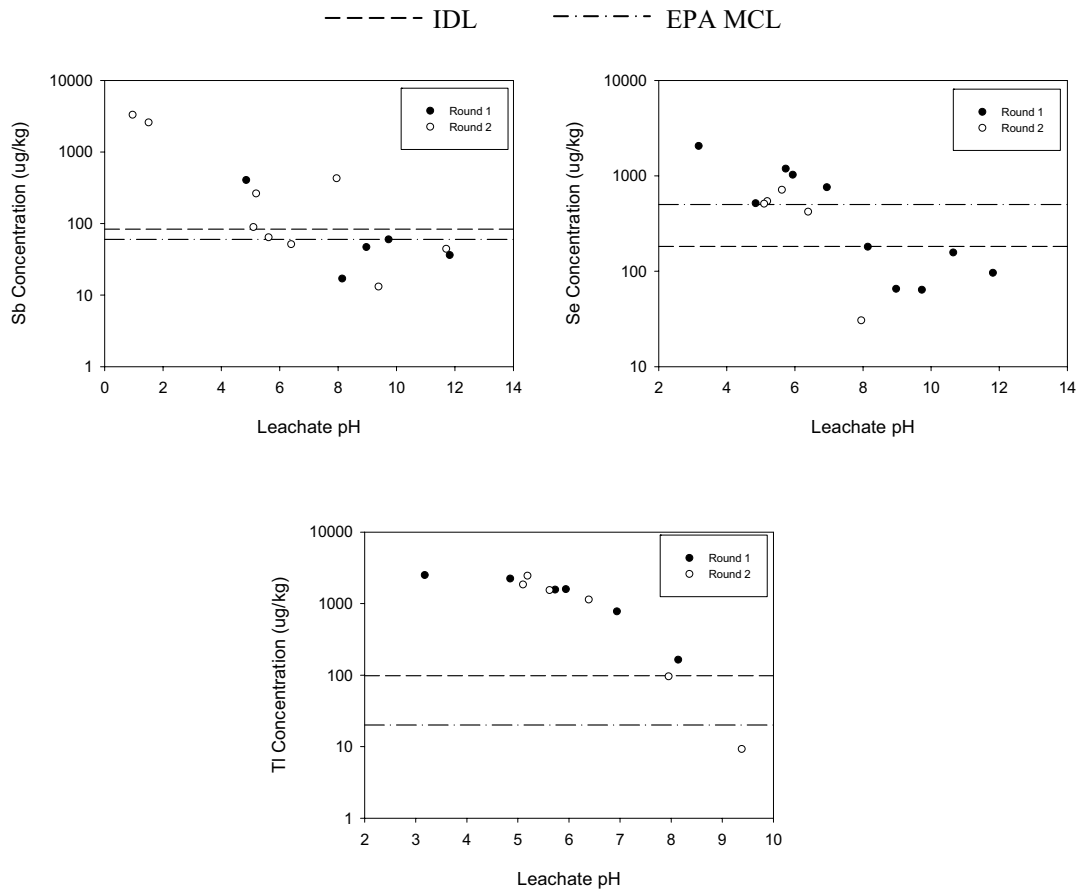 IDL EPA MCL
Sb Concentration (ug/kg)
10000
1000
100
10
1
Round 1
Round 2
0 2 4 6 8 10 12 14
Leachate pH
Se Concentration (ug/kg)
10000
1000
100
10
Round 1
Round 2
2 4 6 8 10 12 14
Leachate pH
Tl Concentration (ug/kg)
10000
1000
100
10
1
Round 1
Round 2
2 3 4 5 6 7 8 9 10
Leachate pH